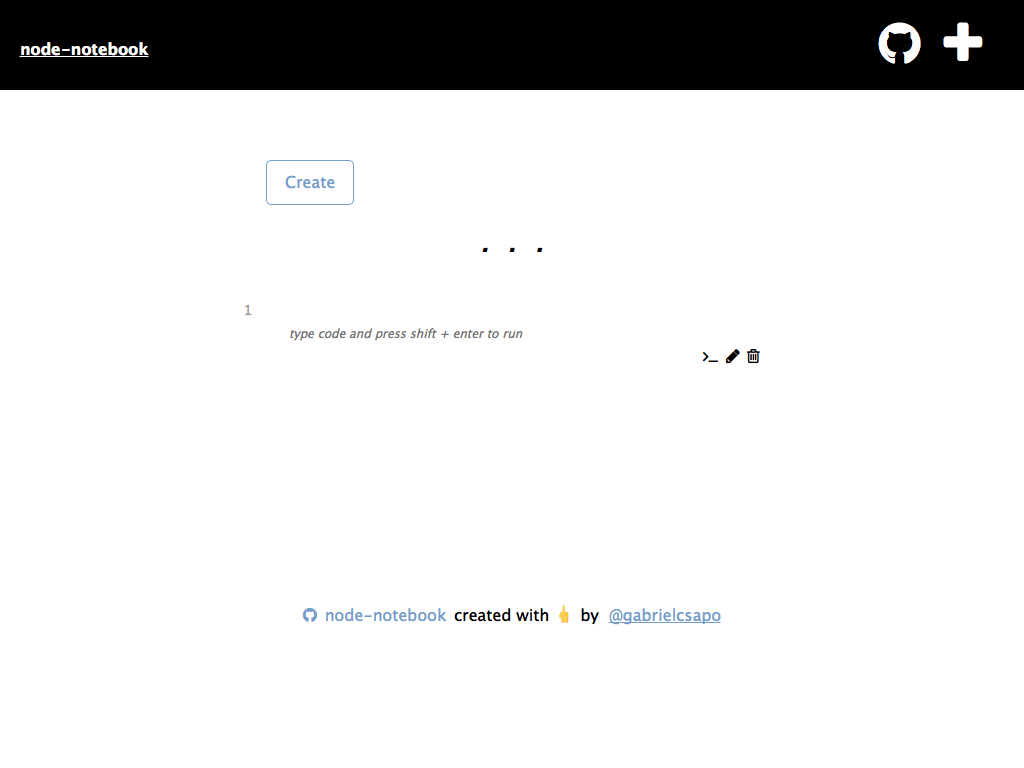 node-notebook
Create
. . .
1
type code and press shift + enter to run
node-notebook created with 🖕 by @gabrielcsapo